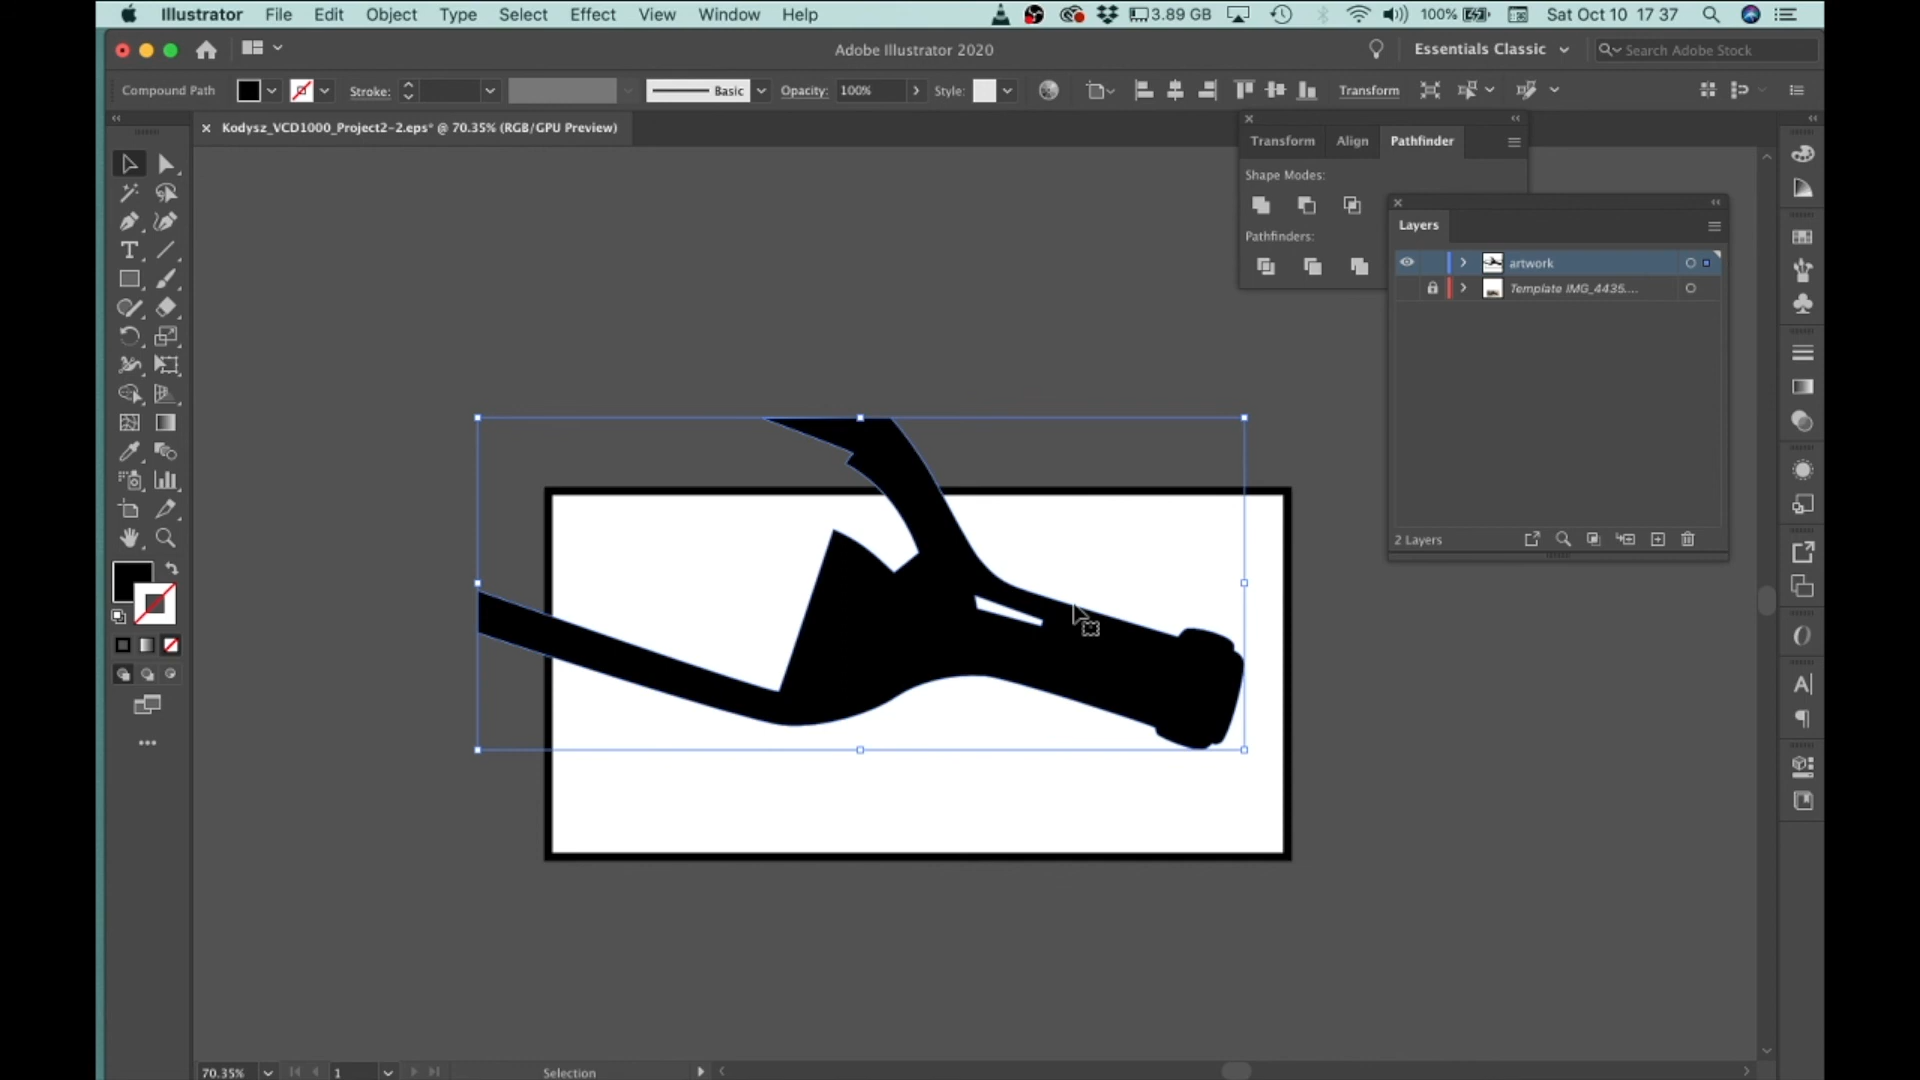 Illustrator File Edit Object Type Select Effect View Window Help 3.89 GB 100% Sat Oct 10 17 37
Adobe Illustrator 2020 Essentials Classic Search Adobe Stock
Compound Path Stroke: Basic Opacity: 100% Style: Transform
Kodysz_VCD1000_Project2-2.eps* @ 70.35% (RGB/GPU Preview)
Transform Align Pathfinder
Shape Modes:
Pathfinders:
Layers
artwork
Template IMG_4435....
2 Layers
70.35% 1 Selection